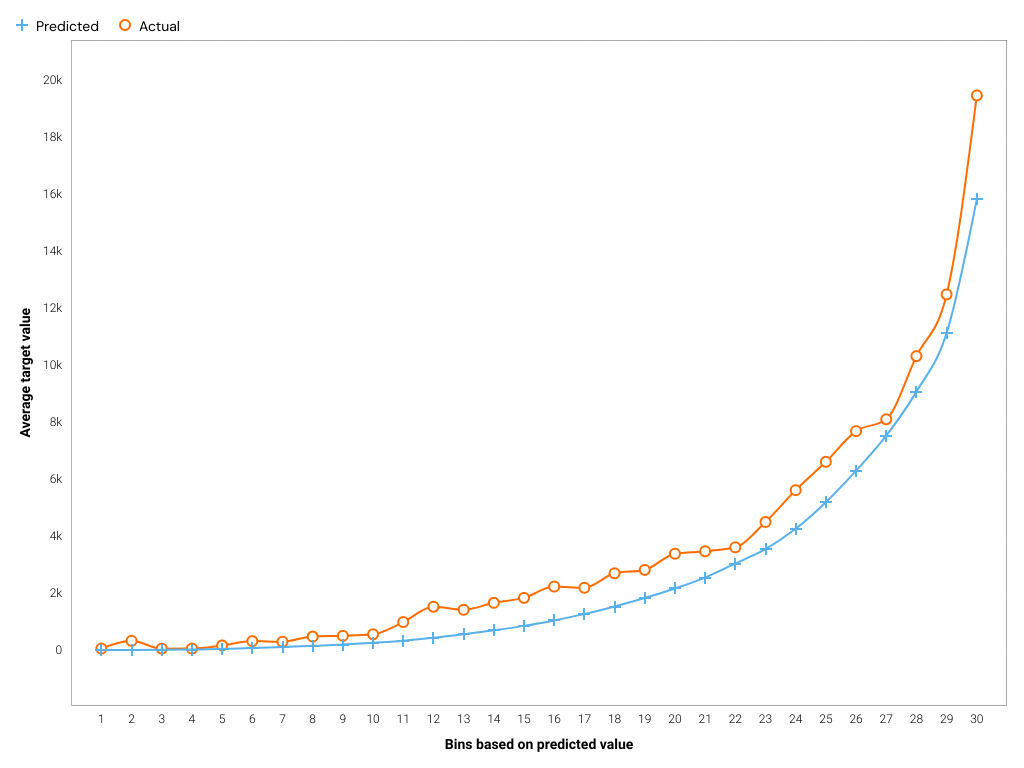 Predicted Actual
20k
18k
16k
14k
12k
10k
8k
6k
4k
2k
0
Average target value
1 2 3 4 5 6 7 8 9 10 11 12 13 14 15 16 17 18 19 20 21 22 23 24 25 26 27 28 29 30
Bins based on predicted value